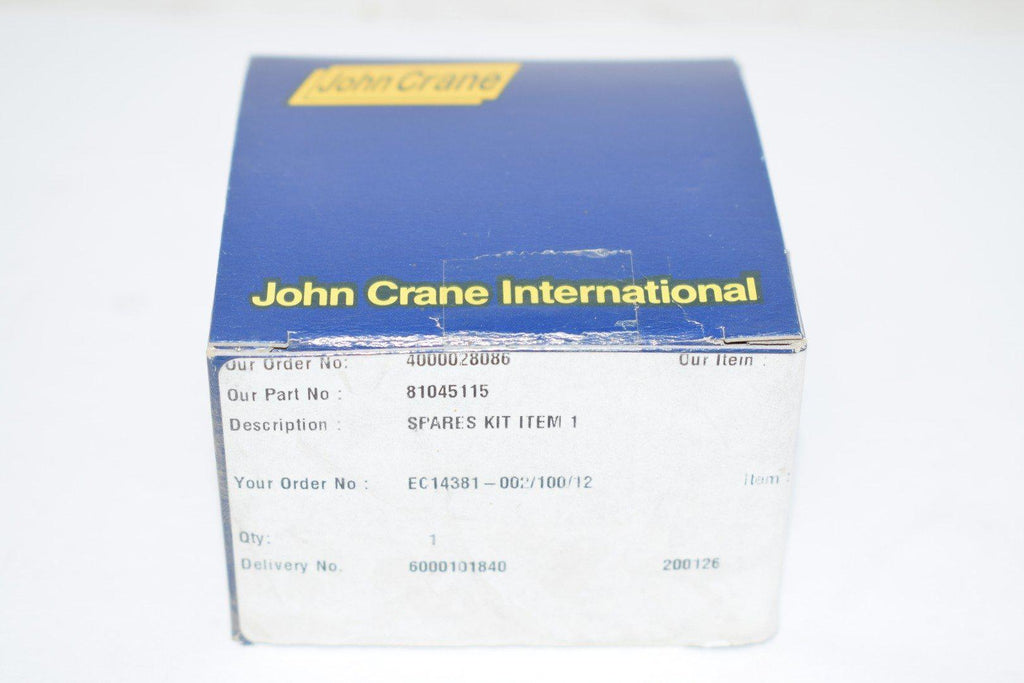 John Crane
John Crane International
Our Order No: 4000028086 Our Item :
Our Part No : 81045115
Description : SPARES KIT ITEM 1
Your Order No : EC14381-002/100/12 Item :
Qty: 1
Delivery No. 6000101840 200126